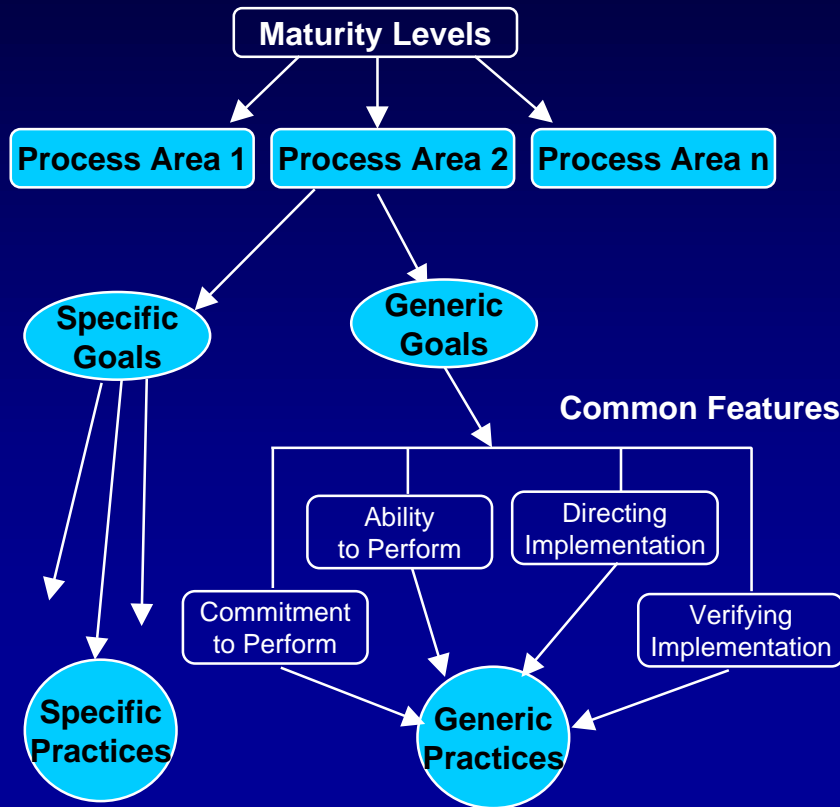 Maturity Levels
Process Area 1
Process Area 2
Process Area n
Specific
Goals
Generic
Goals
Common Features
Ability
to Perform
Directing
Implementation
Commitment
to Perform
Verifying
Implementation
Specific
Practices
Generic
Practices